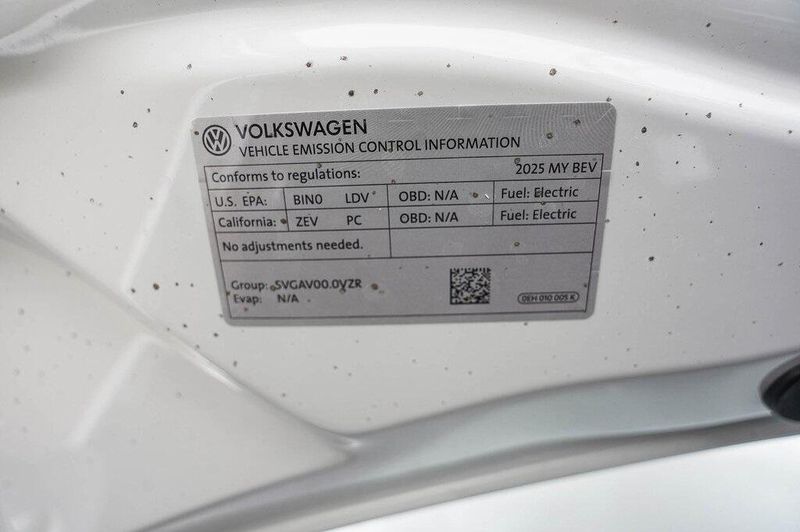 VOLKSWAGEN
VEHICLE EMISSION CONTROL INFORMATION
Conforms to regulations: 2025 MY BEV
U.S. EPA: BIN0 LDV OBD: N/A Fuel: Electric
California: ZEV PC OBD: N/A Fuel: Electric
No adjustments needed.
Group: SVGAV00.0VZR
Evap: N/A
0EH 010 005 K